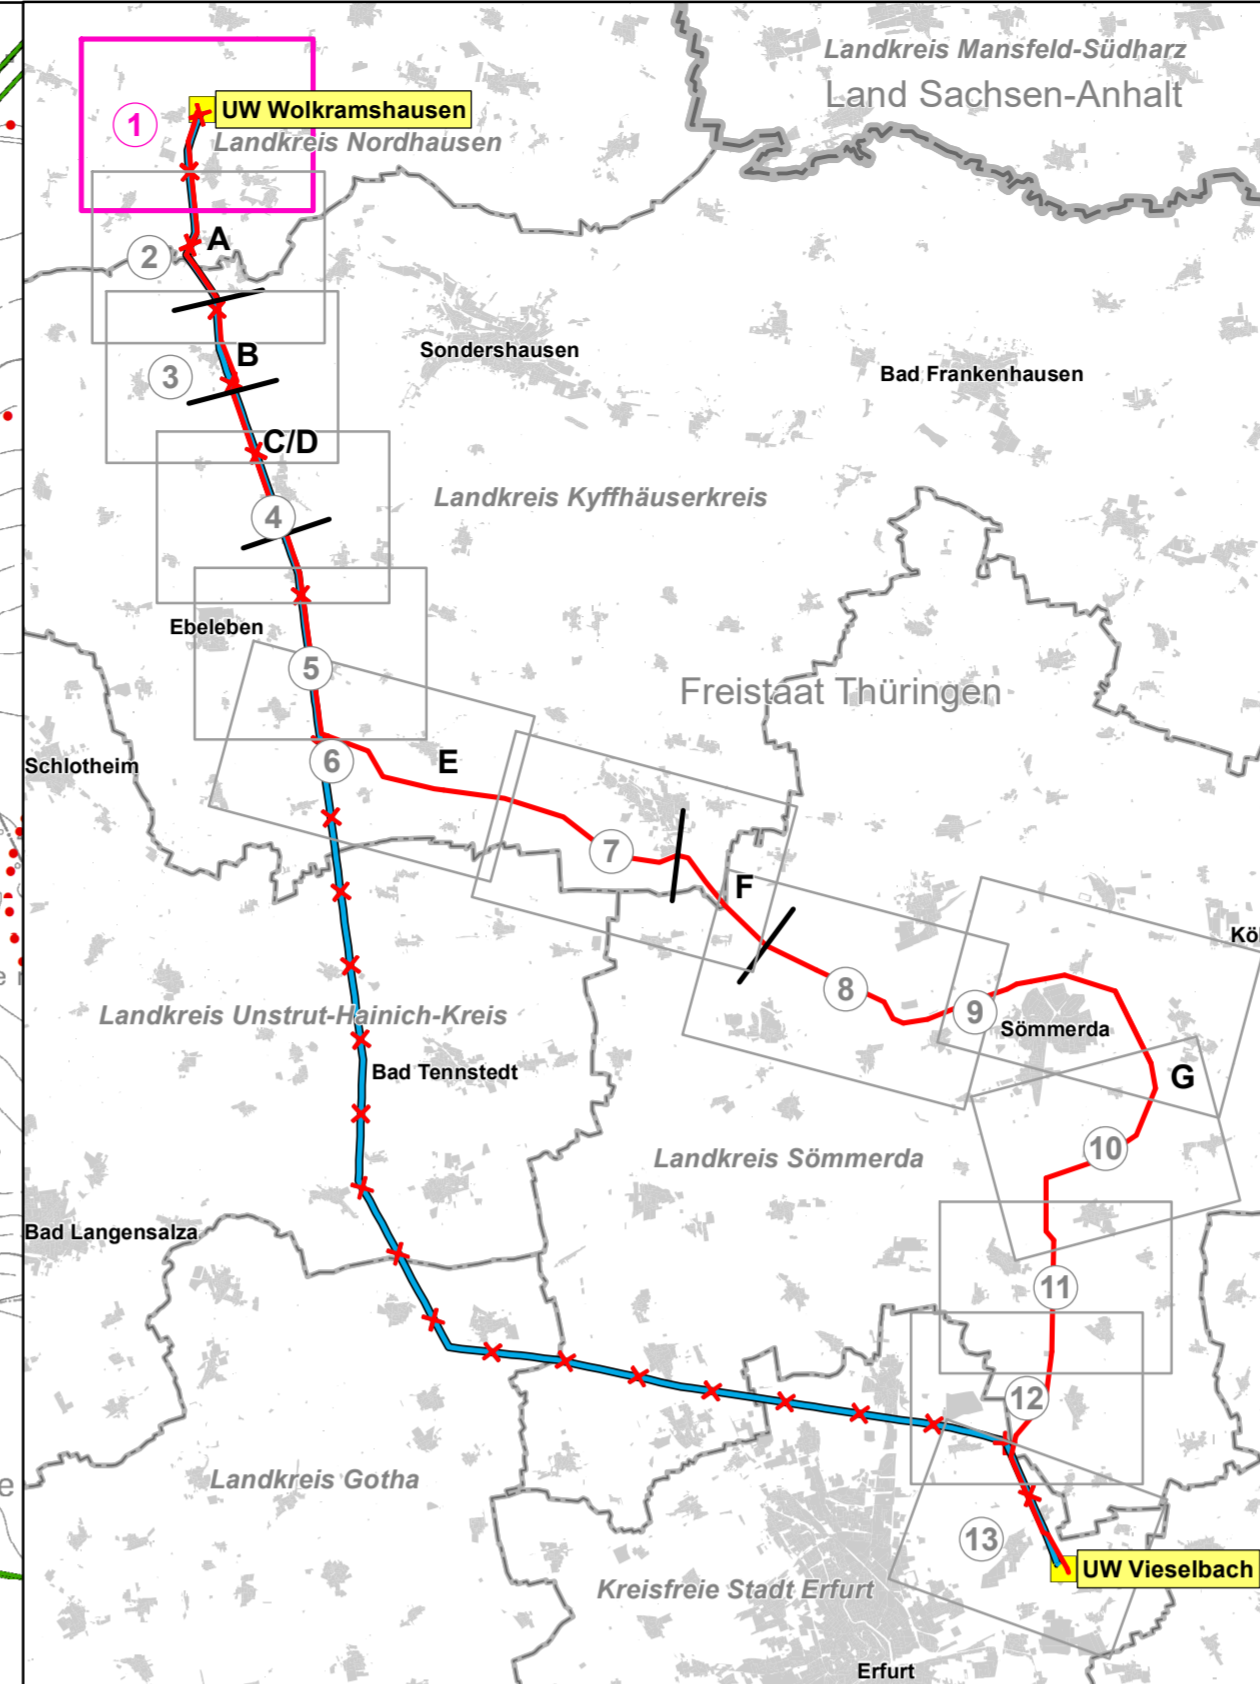 Landkreis Mansfeld-Südharz
Land Sachsen-Anhalt
UW Wolkramshausen
1
Landkreis Nordhausen
A
2
B
Sondershausen
Bad Frankenhausen
3
C/D
Landkreis Kyffhäuserkreis
4
Ebeleben
5
Freistaat Thüringen
6
E
Schlotheim
7
F
Kö
8
9
Landkreis Unstrut-Hainich-Kreis
Sömmerda
Bad Tennstedt
G
10
Landkreis Sömmerda
Bad Langensalza
11
12
Landkreis Gotha
13
UW Vieselbach
Kreisfreie Stadt Erfurt
Erfurt